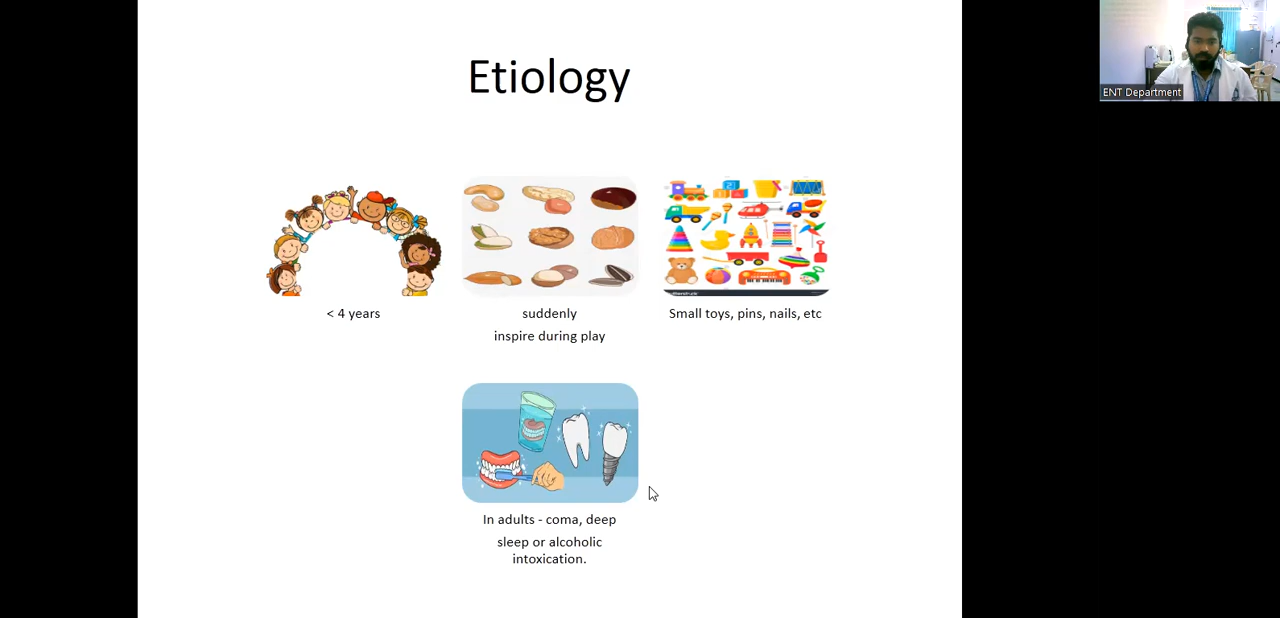 Etiology
ENT Department
< 4 years
suddenly
inspire during play
Small toys, pins, nails, etc
In adults - coma, deep
sleep or alcoholic
intoxication.